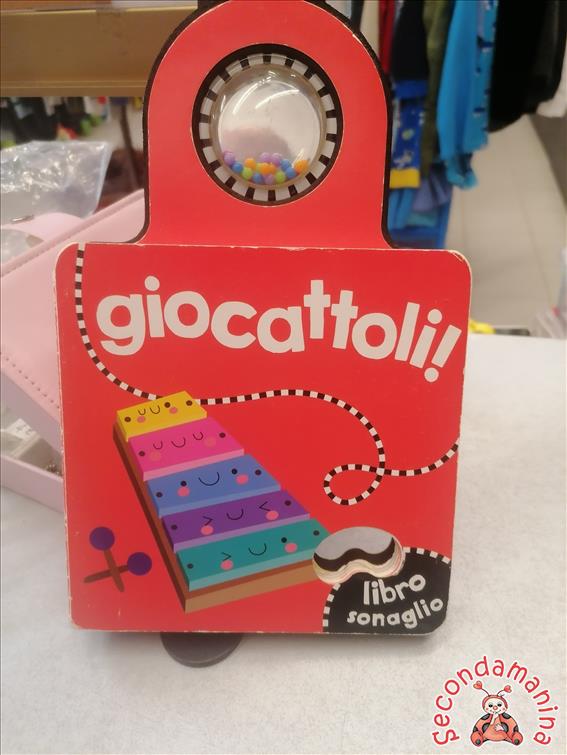 giocattoli!
libro
sonaglio
Secondamanina